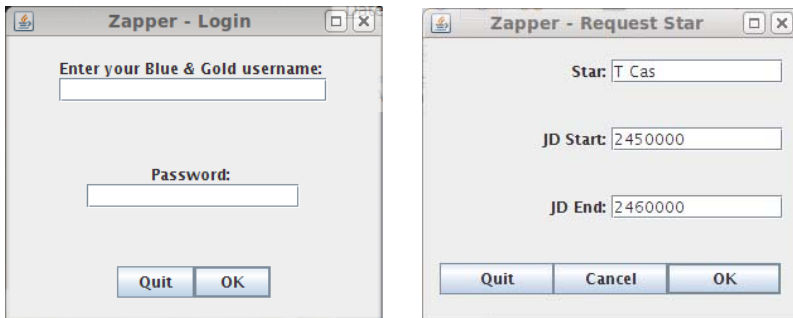 Zapper - Login
Enter your Blue & Gold username:
Password:
Quit OK
Zapper - Request Star
Star: T Cas
JD Start: 2450000
JD End: 2460000
Quit Cancel OK